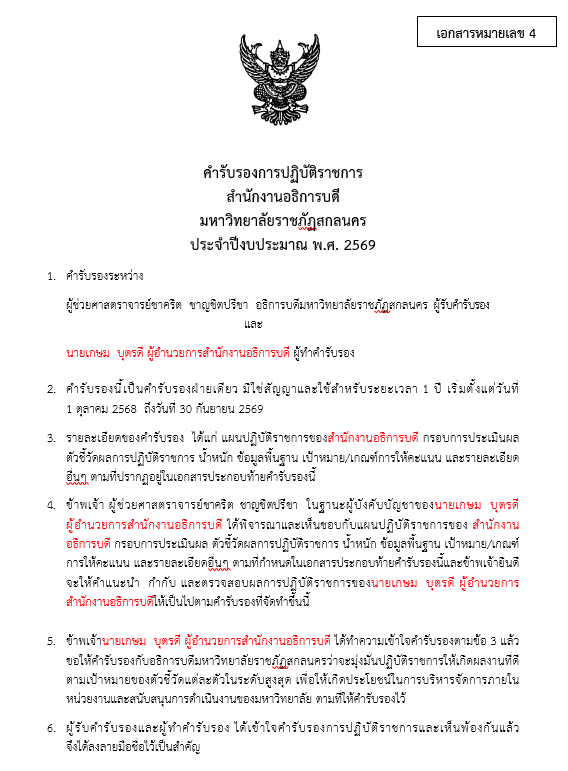 เอกสารหมายเลข 4
คำรับรองการปฏิบัติราชการ
สำนักงานอธิการบดี
มหาวิทยาลัยราชภัฏสกลนคร
ประจำปีงบประมาณ พ.ศ. 2569
1. คำรับรองระหว่าง
ผู้ช่วยศาสตราจารย์ชาคริต ชาญชิตปรีชา อธิการบดีมหาวิทยาลัยราชภัฏสกลนคร ผู้รับคำรับรอง
และ
นายเกษม บุตรดี ผู้อำนวยการสำนักงานอธิการบดี ผู้ทำคำรับรอง
2. คำรับรองนี้เป็นคำรับรองฝ่ายเดียว มิใช่สัญญาและใช้สำหรับระยะเวลา 1 ปี เริ่มตั้งแต่วันที่
1 ตุลาคม 2568 ถึงวันที่ 30 กันยายน 2569
3. รายละเอียดของคำรับรอง ได้แก่ แผนปฏิบัติราชการของสำนักงานอธิการบดี กรอบการประเมินผล
ตัวชี้วัดผลการปฏิบัติราชการ น้ำหนัก ข้อมูลพื้นฐาน เป้าหมาย/เกณฑ์การให้คะแนน และรายละเอียด
อื่นๆ ตามที่ปรากฏอยู่ในเอกสารประกอบท้ายคำรับรองนี้
4. ข้าพเจ้า ผู้ช่วยศาสตราจารย์ชาคริต ชาญชิตปรีชา ในฐานะผู้บังคับบัญชาของนายเกษม บุตรดี
ผู้อำนวยการสำนักงานอธิการบดี ได้พิจารณาและเห็นชอบกับแผนปฏิบัติราชการของ สำนักงาน
อธิการบดี กรอบการประเมินผล ตัวชี้วัดผลการปฏิบัติราชการ น้ำหนัก ข้อมูลพื้นฐาน เป้าหมาย/เกณฑ์
การให้คะแนน และรายละเอียดอื่นๆ ตามที่กำหนดในเอกสารประกอบท้ายคำรับรองนี้และข้าพเจ้ายินดี
จะให้คำแนะนำ กำกับ และตรวจสอบผลการปฏิบัติราชการของนายเกษม บุตรดี ผู้อำนวยการ
สำนักงานอธิการบดีให้เป็นไปตามคำรับรองที่จัดทำขึ้นนี้
5. ข้าพเจ้านายเกษม บุตรดี ผู้อำนวยการสำนักงานอธิการบดี ได้ทำความเข้าใจคำรับรองตามข้อ 3 แล้ว
ขอให้คำรับรองกับอธิการบดีมหาวิทยาลัยราชภัฏสกลนครว่าจะมุ่งมั่นปฏิบัติราชการให้เกิดผลงานที่ดี
ตามเป้าหมายของตัวชี้วัดแต่ละตัวในระดับสูงสุด เพื่อให้เกิดประโยชน์ในการบริหารจัดการภายใน
หน่วยงานและสนับสนุนการดำเนินงานของมหาวิทยาลัย ตามที่ให้คำรับรองไว้
6. ผู้รับคำรับรองและผู้ทำคำรับรอง ได้เข้าใจคำรับรองการปฏิบัติราชการและเห็นพ้องกันแล้ว
จึงได้ลงลายมือชื่อไว้เป็นสำคัญ